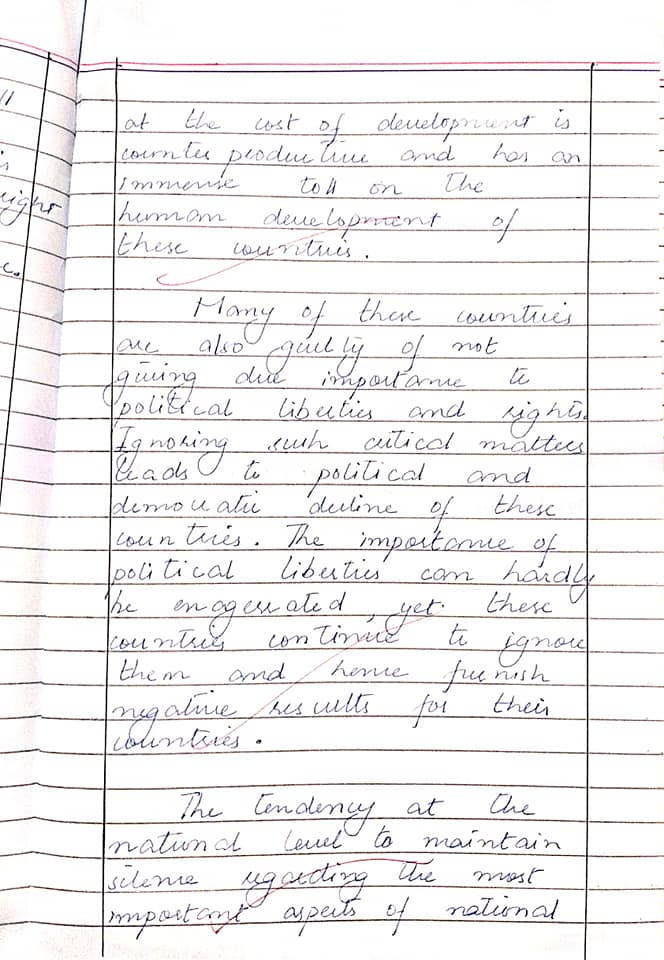 11
is
right
e.
at the cost of development is
counter productive and has an
immense toll on the
human development of
these countries.
Many of these countries
are also guilty of not
giving due importance to
political liberties and rights.
Ignoring such critical matters
leads to political and
democratic decline of these
countries. The importance of
political liberties can hardly
be exaggerated, yet these
countries continue to ignore
them and hence furnish
negative results for their
countries.
The tendency at the
national level to maintain
silence regarding the most
important aspects of national